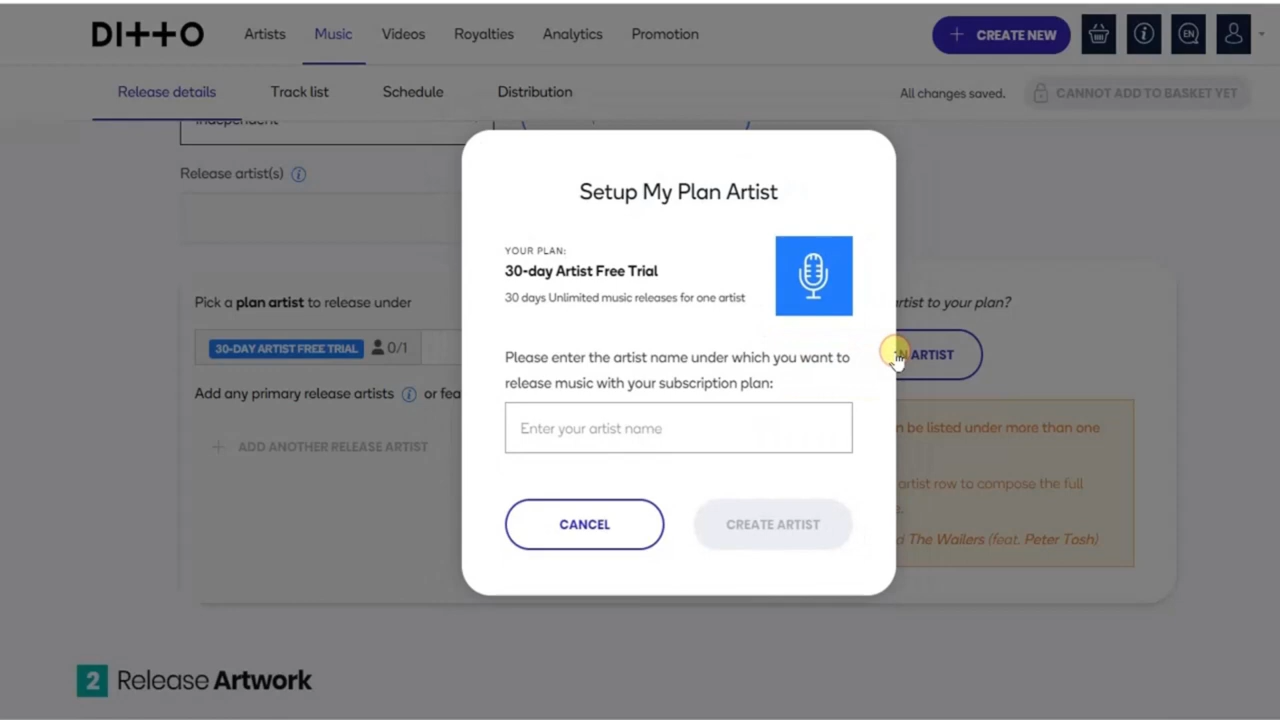 DITTO
Artists
Music
Videos
Royalties
Analytics
Promotion
CREATE NEW
EN
Release details
Track list
Schedule
Distribution
All changes saved.
CANNOT ADD TO BASKET YET
Independent
Release artist(s)
Setup My Plan Artist
YOUR PLAN:
30-day Artist Free Trial
30 days Unlimited music releases for one artist
Pick a plan artist to release under
artist to your plan?
30-DAY ARTIST FREE TRIAL
0/1
ARTIST
Please enter the artist name under which you want to
release music with your subscription plan:
Add any primary release artists
or fea
Enter your artist name
n be listed under more than one
ADD ANOTHER RELEASE ARTIST
artist row to compose the full
e.
d The Wailers (feat. Peter Tosh)
CANCEL
CREATE ARTIST
2 Release Artwork